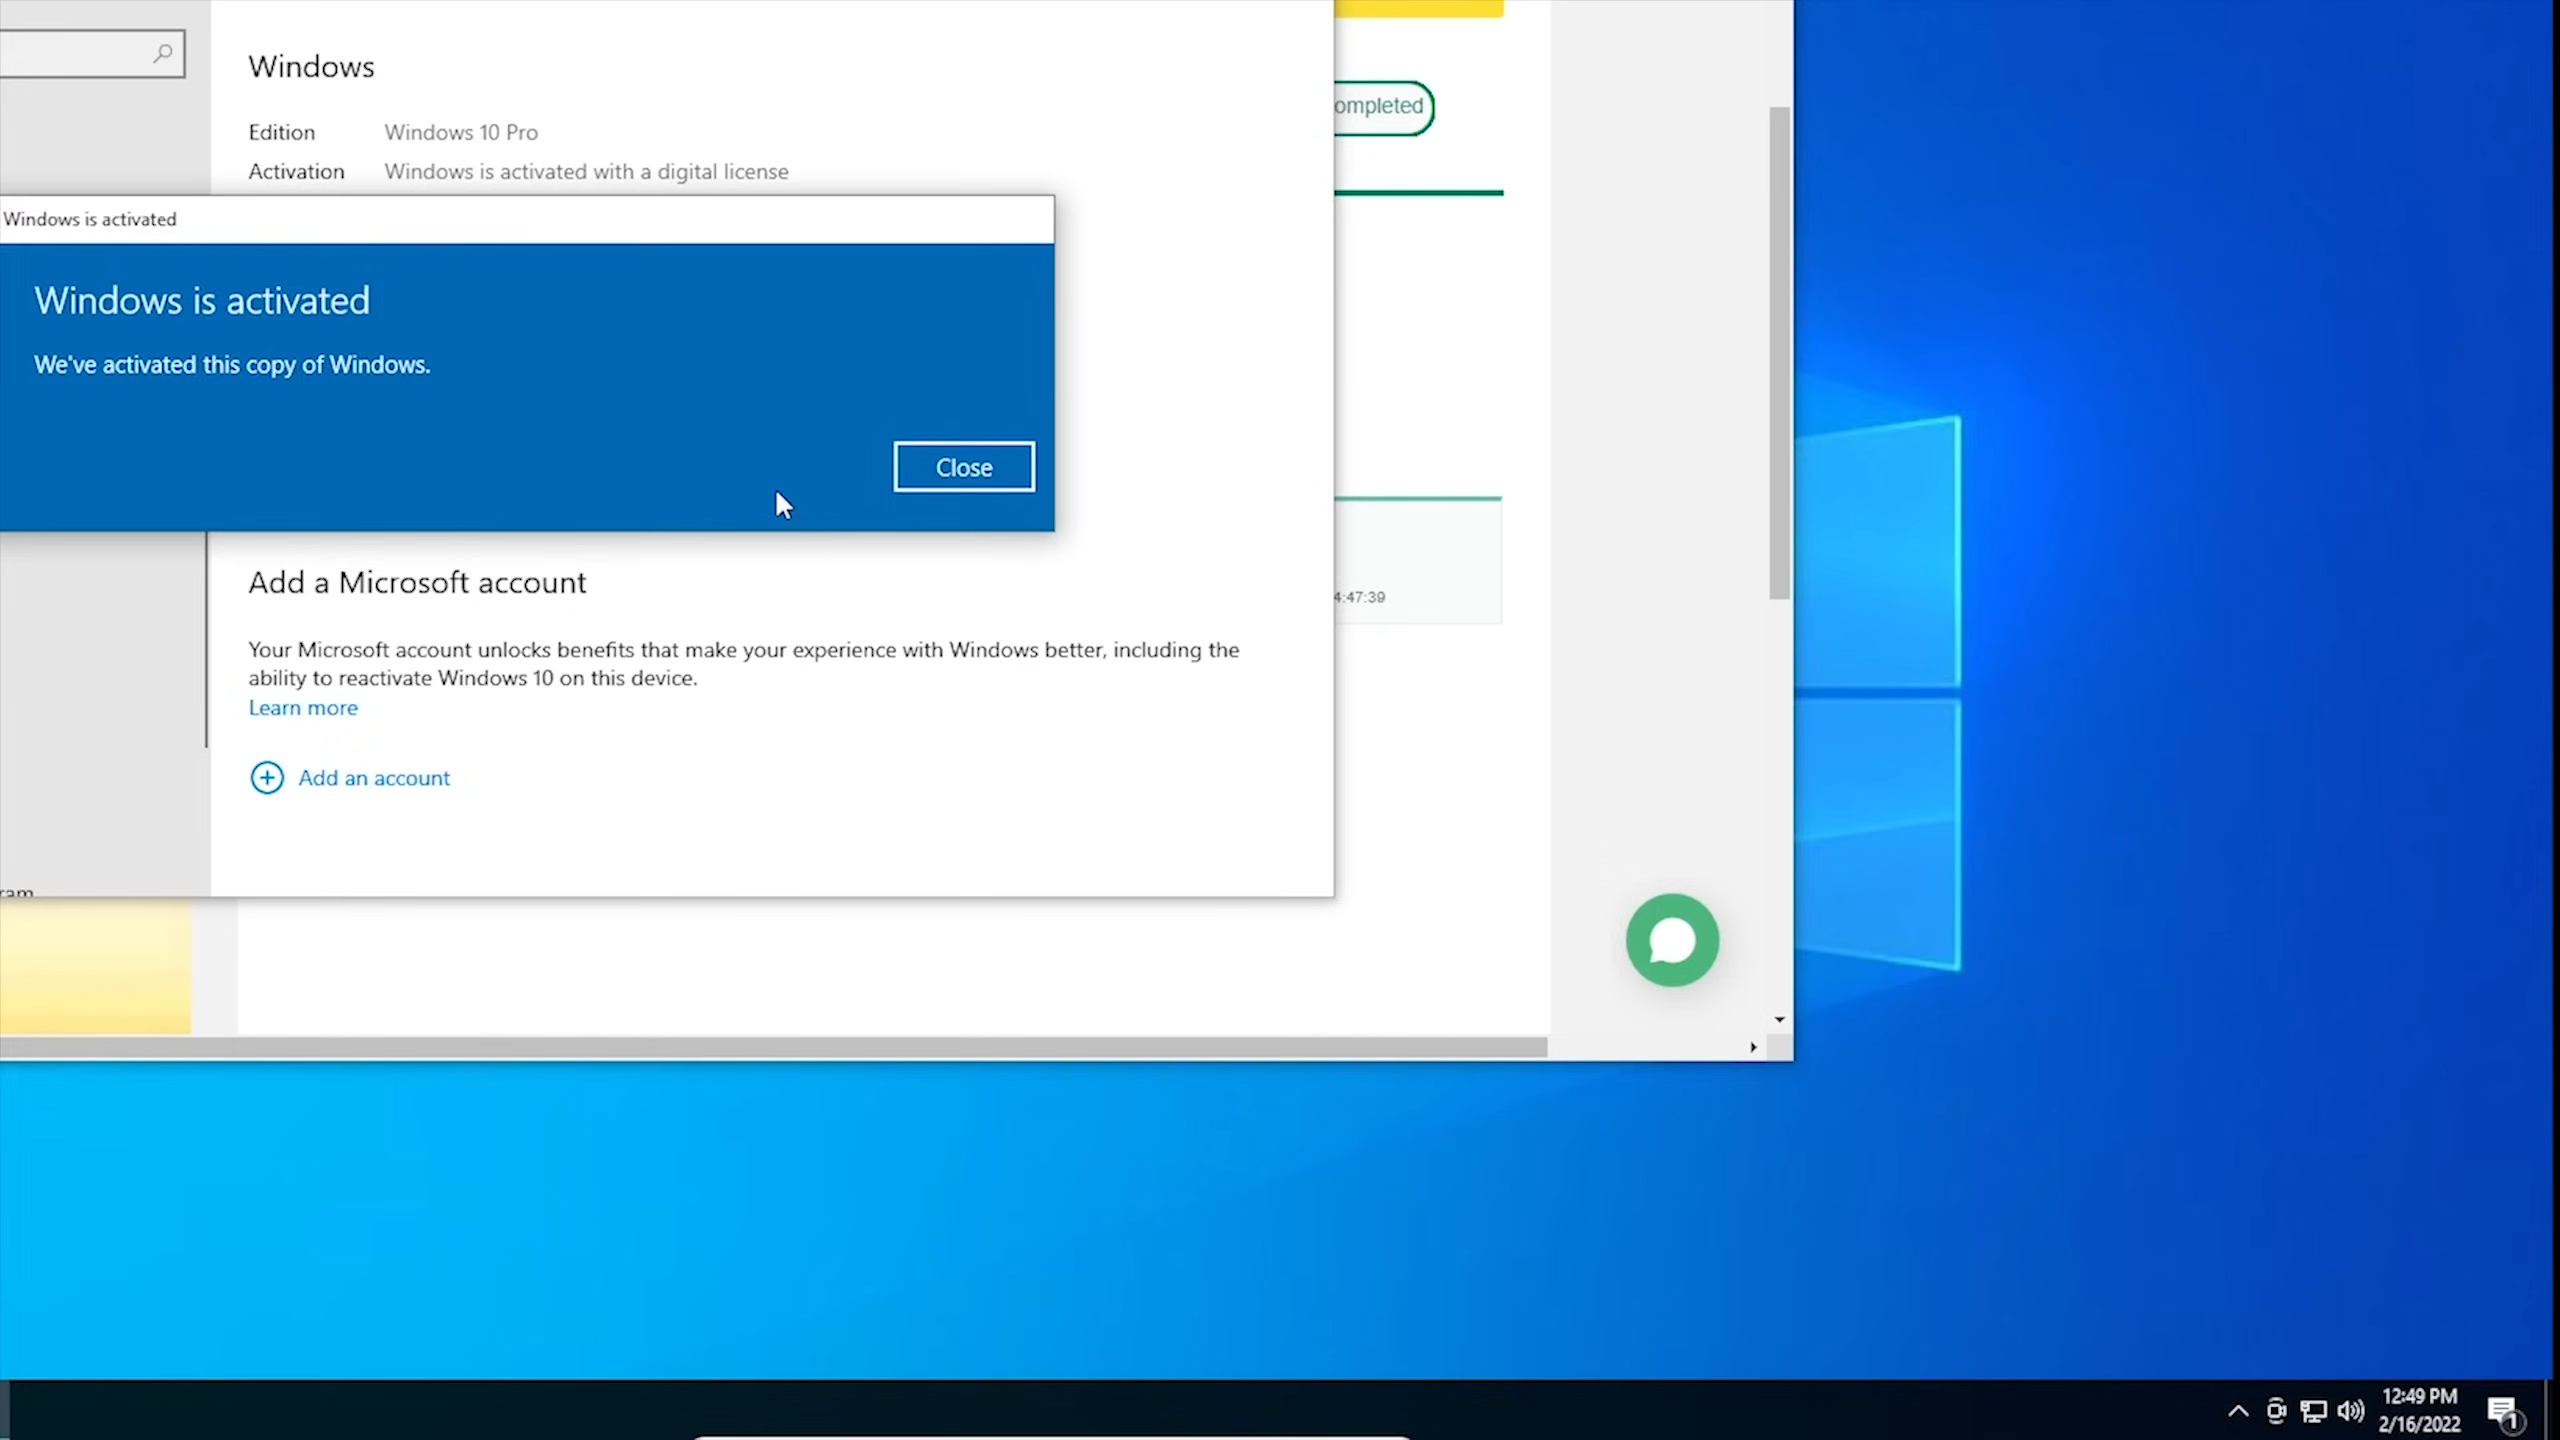 Windows
ompleted
Edition Windows 10 Pro
Activation Windows is activated with a digital license
Windows is activated
Windows is activated
We've activated this copy of Windows.
Close
Add a Microsoft account
4:47:39
Your Microsoft account unlocks benefits that make your experience with Windows better, including the
ability to reactivate Windows 10 on this device.
Learn more
Add an account
ram
12:49 PM
2/16/2022
1